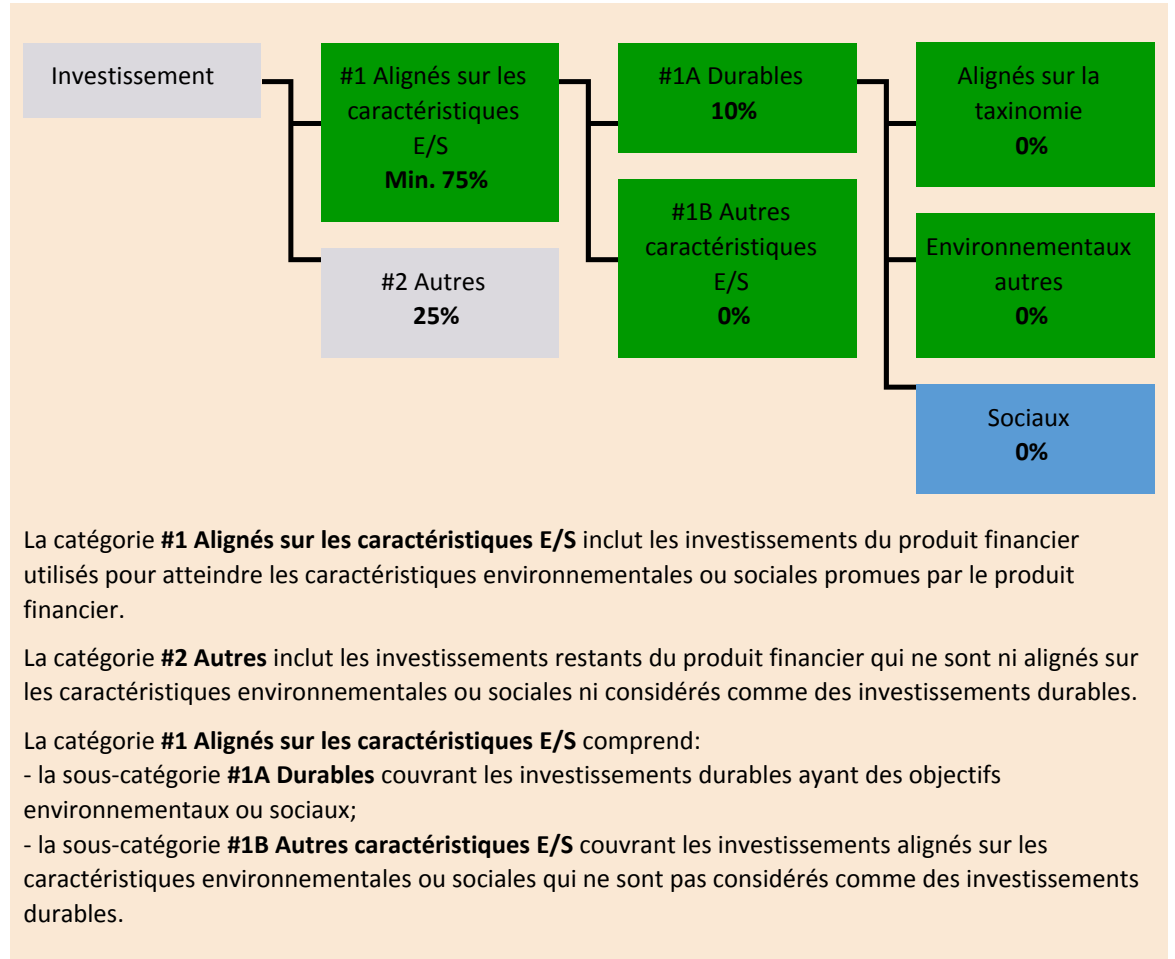 Investissement
#1 Alignés sur les
caractéristiques
E/S
Min. 75%
#2 Autres
25%
#1A Durables
10%
#1B Autres
caractéristiques
E/S
0%
Alignés sur la
taxinomie
0%
Environnementaux
autres
0%
Sociaux
0%
La catégorie #1 Alignés sur les caractéristiques E/S inclut les investissements du produit financier
utilisés pour atteindre les caractéristiques environnementales ou sociales promues par le produit
financier.
La catégorie #2 Autres inclut les investissements restants du produit financier qui ne sont ni alignés sur
les caractéristiques environnementales ou sociales ni considérés comme des investissements durables.
La catégorie #1 Alignés sur les caractéristiques E/S comprend:
- la sous-catégorie #1A Durables couvrant les investissements durables ayant des objectifs
environnementaux ou sociaux;
- la sous-catégorie #1B Autres caractéristiques E/S couvrant les investissements alignés sur les
caractéristiques environnementales ou sociales qui ne sont pas considérés comme des investissements
durables.